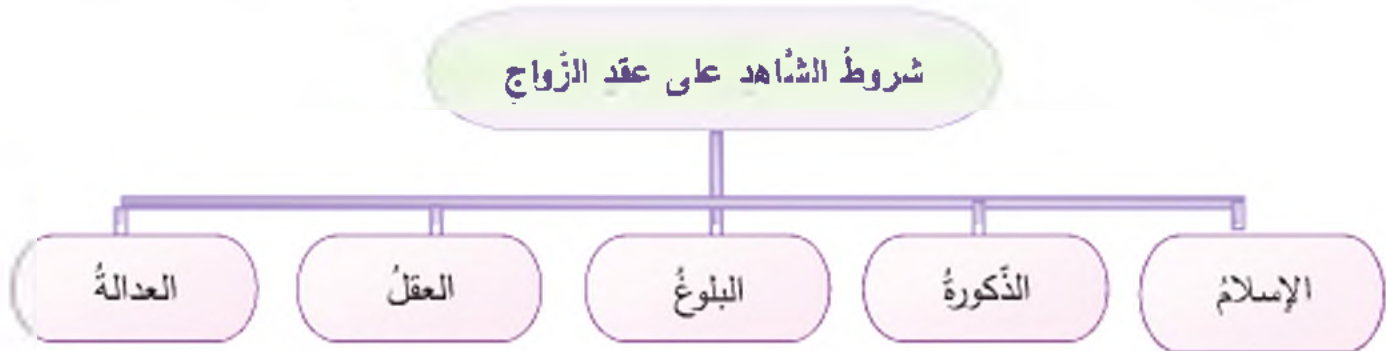 شروطُ الشّاهدِ على عقدِ الزّواجِ
الإسلامُ
الذّكورةُ
البلوغُ
العقلُ
العدالةُ